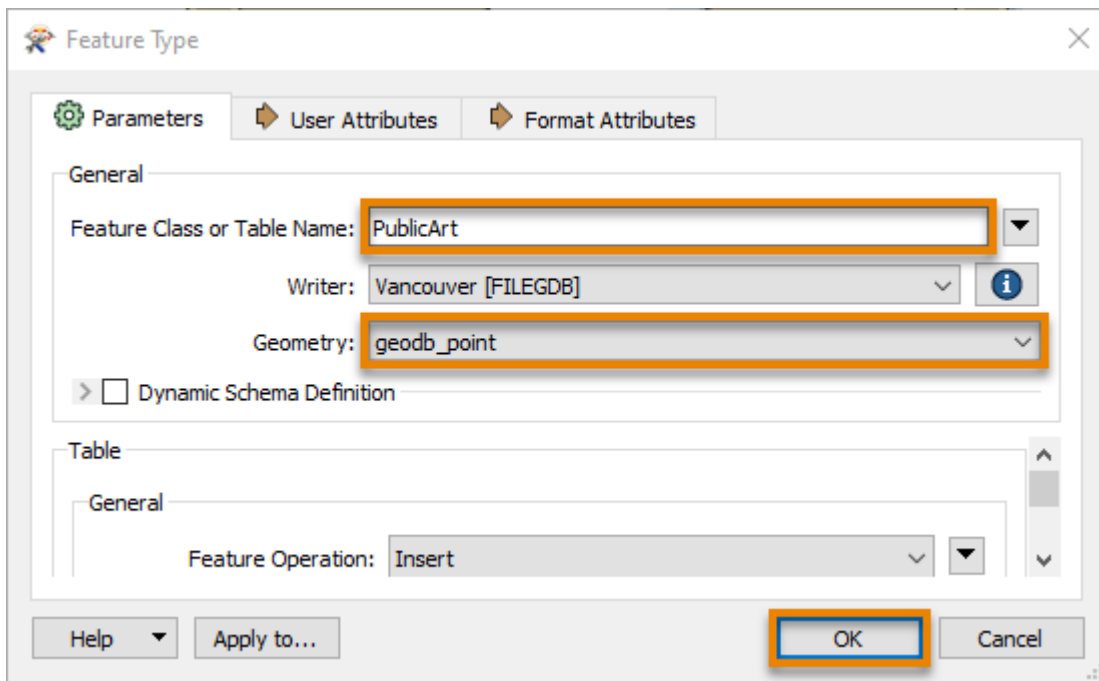 Feature Type
Parameters User Attributes Format Attributes
General
Feature Class or Table Name: PublicArt
Writer: Vancouver [FILEGDB]
Geometry: geodb_point
Dynamic Schema Definition
Table
General
Feature Operation: Insert
Help Apply to... OK Cancel